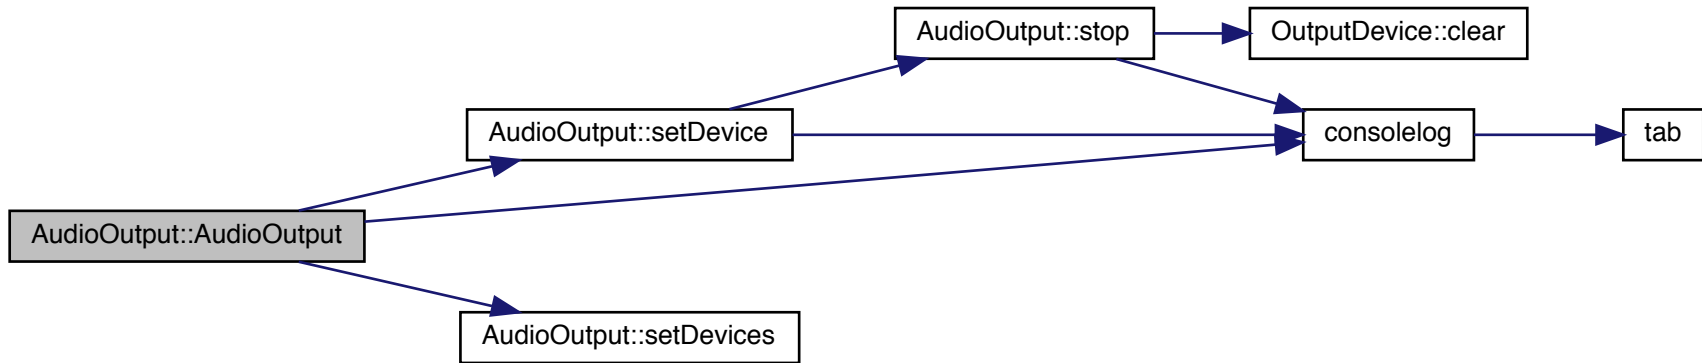 AudioOutput::stop
OutputDevice::clear
AudioOutput::setDevice
consolelog
tab
AudioOutput::AudioOutput
AudioOutput::setDevices